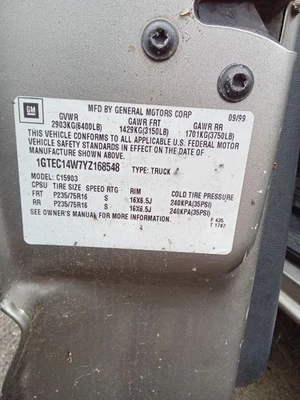 GM
MFD BY GENERAL MOTORS CORP 09/99
GVWR GAWR FRT GAWR RR
2903KG(6400LB) 1429KG(3150LB) 1701KG(3750LB)
THIS VEHICLE CONFORMS TO ALL APPLICABLE U.S. FEDERAL MOTOR
VEHICLE SAFETY STANDARDS IN EFFECT ON THE DATE OF
MANUFACTURE SHOWN ABOVE.
1GTEC14W7YZ168548 TYPE: TRUCK
MODEL: C15903
CPSU TIRE SIZE SPEED RTG RIM COLD TIRE PRESSURE
FRT P235/75R16 S 16X6.5J 240KPA(35PSI)
RR P235/75R16 S 16X6.5J 240KPA(35PSI)
SEE OWNER'S MANUAL FOR MORE INFORMATION.
F 435
T 1787